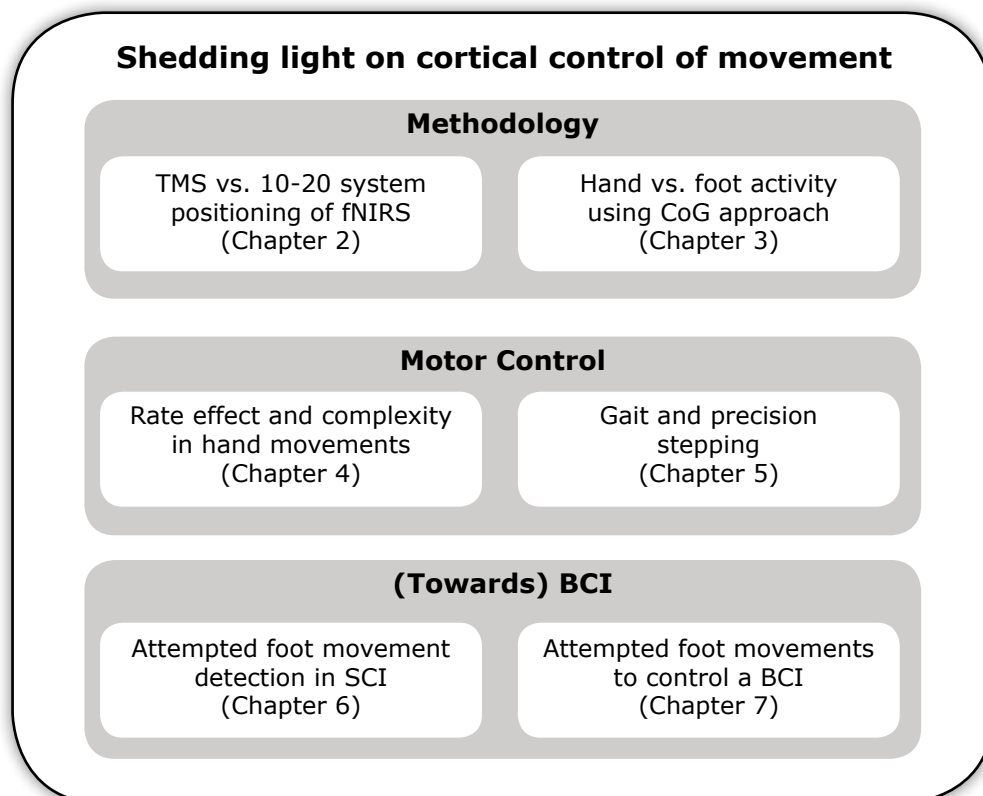 Shedding light on cortical control of movement
Methodology
TMS vs. 10-20 system
positioning of fNIRS
(Chapter 2)
Hand vs. foot activity
using CoG approach
(Chapter 3)
Motor Control
Rate effect and complexity
in hand movements
(Chapter 4)
Gait and precision
stepping
(Chapter 5)
(Towards) BCI
Attempted foot movement
detection in SCI
(Chapter 6)
Attempted foot movements
to control a BCI
(Chapter 7)